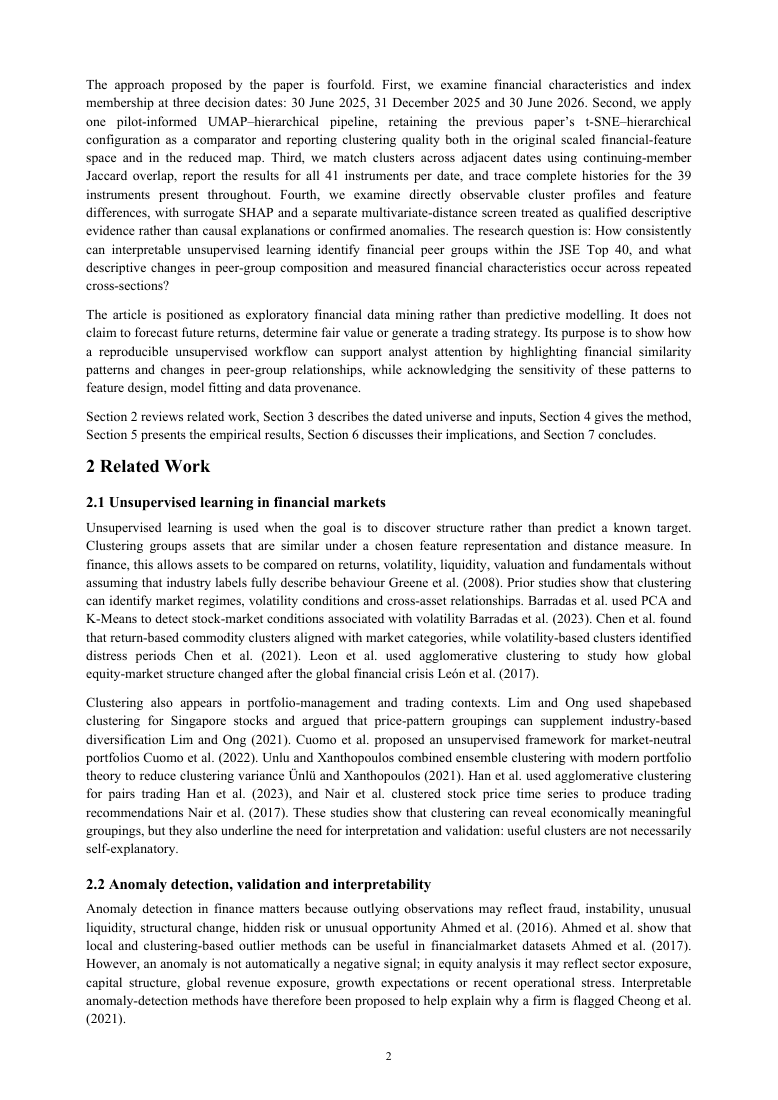 The approach proposed by the paper is fourfold. First, we examine financial characteristics and index
membership at three decision dates: 30 June 2025, 31 December 2025 and 30 June 2026. Second, we apply
one pilot-informed UMAP–hierarchical pipeline, retaining the previous paper’s t-SNE–hierarchical
configuration as a comparator and reporting clustering quality both in the original scaled financial-feature
space and in the reduced map. Third, we match clusters across adjacent dates using continuing-member
Jaccard overlap, report the results for all 41 instruments per date, and trace complete histories for the 39
instruments present throughout. Fourth, we examine directly observable cluster profiles and feature
differences, with surrogate SHAP and a separate multivariate-distance screen treated as qualified descriptive
evidence rather than causal explanations or confirmed anomalies. The research question is: How consistently
can interpretable unsupervised learning identify financial peer groups within the JSE Top 40, and what
descriptive changes in peer-group composition and measured financial characteristics occur across repeated
cross-sections?
The article is positioned as exploratory financial data mining rather than predictive modelling. It does not
claim to forecast future returns, determine fair value or generate a trading strategy. Its purpose is to show how
a reproducible unsupervised workflow can support analyst attention by highlighting financial similarity
patterns and changes in peer-group relationships, while acknowledging the sensitivity of these patterns to
feature design, model fitting and data provenance.
Section 2 reviews related work, Section 3 describes the dated universe and inputs, Section 4 gives the method,
Section 5 presents the empirical results, Section 6 discusses their implications, and Section 7 concludes.
2 Related Work
2.1 Unsupervised learning in financial markets
Unsupervised learning is used when the goal is to discover structure rather than predict a known target.
Clustering groups assets that are similar under a chosen feature representation and distance measure. In
finance, this allows assets to be compared on returns, volatility, liquidity, valuation and fundamentals without
assuming that industry labels fully describe behaviour Greene et al. (2008). Prior studies show that clustering
can identify market regimes, volatility conditions and cross-asset relationships. Barradas et al. used PCA and
K-Means to detect stock-market conditions associated with volatility Barradas et al. (2023). Chen et al. found
that return-based commodity clusters aligned with market categories, while volatility-based clusters identified
distress periods Chen et al. (2021). Leon et al. used agglomerative clustering to study how global
equity-market structure changed after the global financial crisis León et al. (2017).
Clustering also appears in portfolio-management and trading contexts. Lim and Ong used shapebased
clustering for Singapore stocks and argued that price-pattern groupings can supplement industry-based
diversification Lim and Ong (2021). Cuomo et al. proposed an unsupervised framework for market-neutral
portfolios Cuomo et al. (2022). Unlu and Xanthopoulos combined ensemble clustering with modern portfolio
theory to reduce clustering variance Ünlü and Xanthopoulos (2021). Han et al. used agglomerative clustering
for pairs trading Han et al. (2023), and Nair et al. clustered stock price time series to produce trading
recommendations Nair et al. (2017). These studies show that clustering can reveal economically meaningful
groupings, but they also underline the need for interpretation and validation: useful clusters are not necessarily
self-explanatory.
2.2 Anomaly detection, validation and interpretability
Anomaly detection in finance matters because outlying observations may reflect fraud, instability, unusual
liquidity, structural change, hidden risk or unusual opportunity Ahmed et al. (2016). Ahmed et al. show that
local and clustering-based outlier methods can be useful in financialmarket datasets Ahmed et al. (2017).
However, an anomaly is not automatically a negative signal; in equity analysis it may reflect sector exposure,
capital structure, global revenue exposure, growth expectations or recent operational stress. Interpretable
anomaly-detection methods have therefore been proposed to help explain why a firm is flagged Cheong et al.
(2021).
2